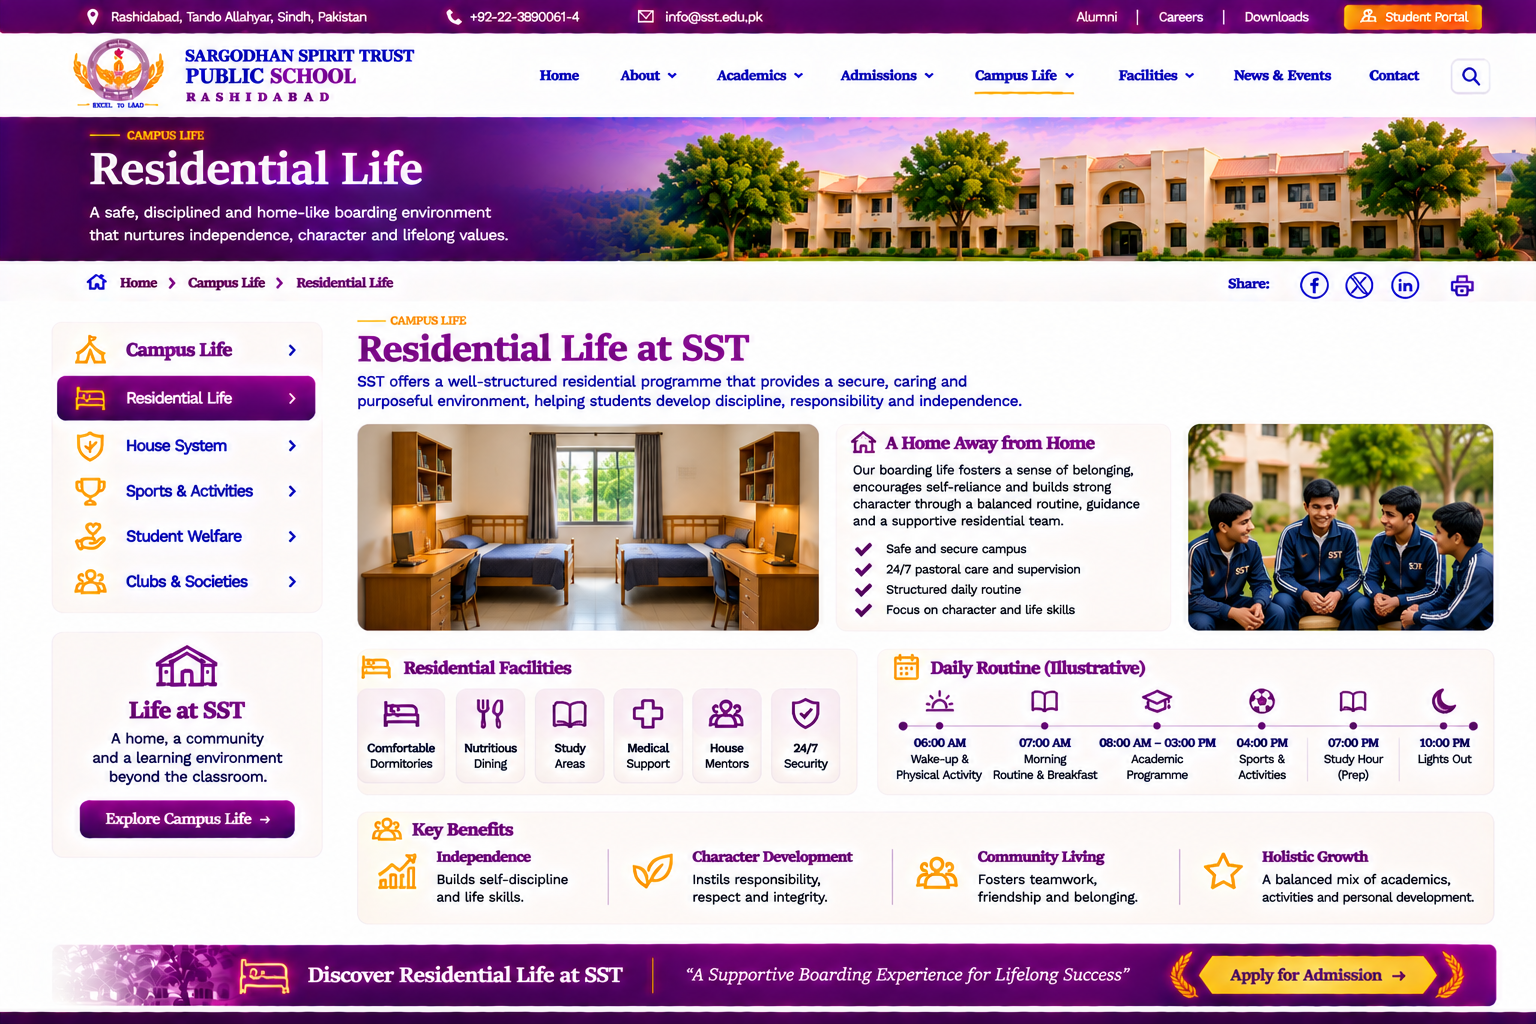 Rashidabad, Tando Allahyar, Sindh, Pakistan
+92-22-3890061-4
info@sst.edu.pk
Alumni
Careers
Downloads
Student Portal
EXCEL TO LEAD
SARGODHAN SPIRIT TRUST
PUBLIC SCHOOL
RASHIDABAD
Home
About
Academics
Admissions
Campus Life
Facilities
News & Events
Contact
CAMPUS LIFE
Residential Life
A safe, disciplined and home-like boarding environment
that nurtures independence, character and lifelong values.
Home
Campus Life
Residential Life
Share:
Campus Life
Residential Life
House System
Sports & Activities
Student Welfare
Clubs & Societies
Life at SST
A home, a community
and a learning environment
beyond the classroom.
Explore Campus Life →
CAMPUS LIFE
Residential Life at SST
SST offers a well-structured residential programme that provides a secure, caring and
purposeful environment, helping students develop discipline, responsibility and independence.
A Home Away from Home
Our boarding life fosters a sense of belonging,
encourages self-reliance and builds strong
character through a balanced routine, guidance
and a supportive residential team.
Safe and secure campus
24/7 pastoral care and supervision
Structured daily routine
Focus on character and life skills
SST
Residential Facilities
Comfortable
Dormitories
Nutritious
Dining
Study
Areas
Medical
Support
House
Mentors
24/7
Security
Daily Routine (Illustrative)
06:00 AM
Wake-up &
Physical Activity
07:00 AM
Morning
Routine & Breakfast
08:00 AM – 03:00 PM
Academic
Programme
04:00 PM
Sports &
Activities
07:00 PM
Study Hour
(Prep)
10:00 PM
Lights Out
Key Benefits
Independence
Builds self-discipline
and life skills.
Character Development
Instils responsibility,
respect and integrity.
Community Living
Fosters teamwork,
friendship and belonging.
Holistic Growth
A balanced mix of academics,
activities and personal development.
Discover Residential Life at SST
“A Supportive Boarding Experience for Lifelong Success”
Apply for Admission →